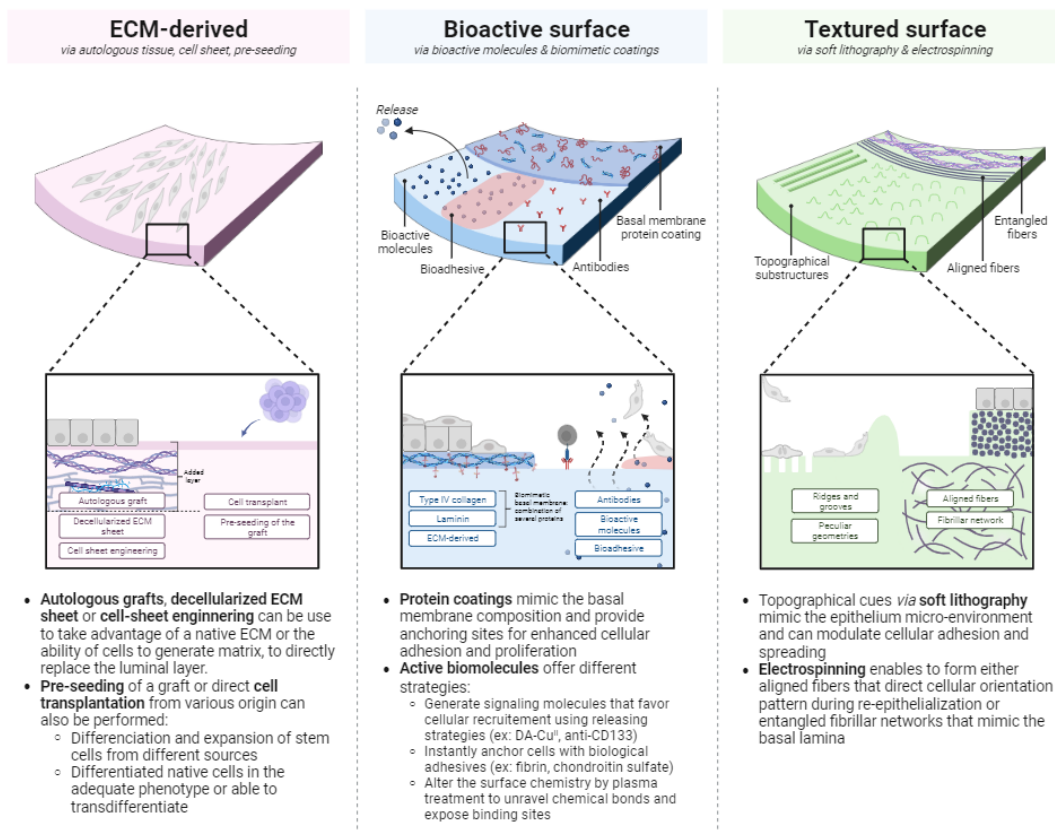 ECM-derived
via autologous tissue, cell sheet, pre-seeding
Added
layer
Autologous graft
Decellularized ECM
sheet
Cell sheet engineering
Cell transplant
Pre-seeding of the
graft
• Autologous grafts, decellularized ECM
sheet or cell-sheet enginnering can be use
to take advantage of a native ECM or the
ability of cells to generate matrix, to directly
replace the luminal layer.
• Pre-seeding of a graft or direct cell
transplantation from various origin can
also be performed:
○ Differenciation and expansion of stem
cells from different sources
○ Differentiated native cells in the
adequate phenotype or able to
transdifferentiate
Bioactive surface
via bioactive molecules & biomimetic coatings
Release
Bioactive
molecules
Bioadhesive
Antibodies
Basal membrane
protein coating
Type IV collagen
Laminin
ECM-derived
Biomimetic
basal membrane:
combination of
several proteins
Antibodies
Bioactive
molecules
Bioadhesive
• Protein coatings mimic the basal
membrane composition and provide
anchoring sites for enhanced cellular
adhesion and proliferation
• Active biomolecules offer different
strategies:
○ Generate signaling molecules that favor
cellular recruitement using releasing
strategies (ex: DA-Cuᴵᴵ, anti-CD133)
○ Instantly anchor cells with biological
adhesives (ex: fibrin, chondroitin sulfate)
○ Alter the surface chemistry by plasma
treatment to unravel chemical bonds and
expose binding sites
Textured surface
via soft lithography & electrospinning
Topographical
substructures
Aligned fibers
Entangled
fibers
Ridges and
grooves
Peculiar
geometries
Aligned fibers
Fibrillar network
• Topographical cues via soft lithography
mimic the epithelium micro-environment
and can modulate cellular adhesion and
spreading
• Electrospinning enables to form either
aligned fibers that direct cellular orientation
pattern during re-epithelialization or
entangled fibrillar networks that mimic the
basal lamina